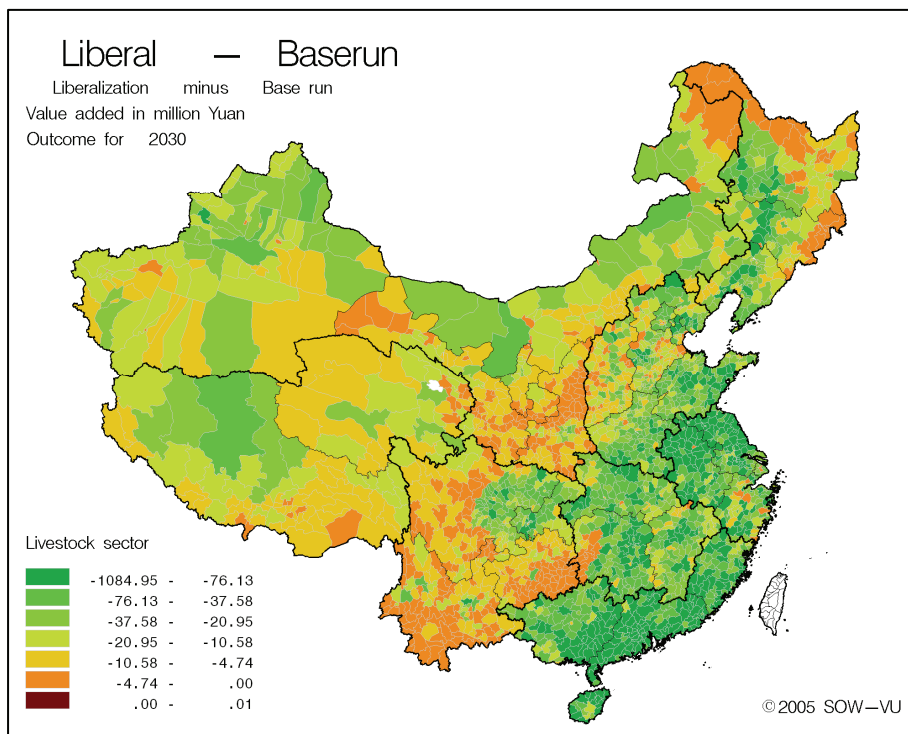 Liberal — Baserun
Liberalization minus Base run
Value added in million Yuan
Outcome for 2030
Livestock sector
-1084.95 - -76.13
-76.13 - -37.58
-37.58 - -20.95
-20.95 - -10.58
-10.58 - -4.74
-4.74 - .00
.00 - .01
©2005 SOW—VU